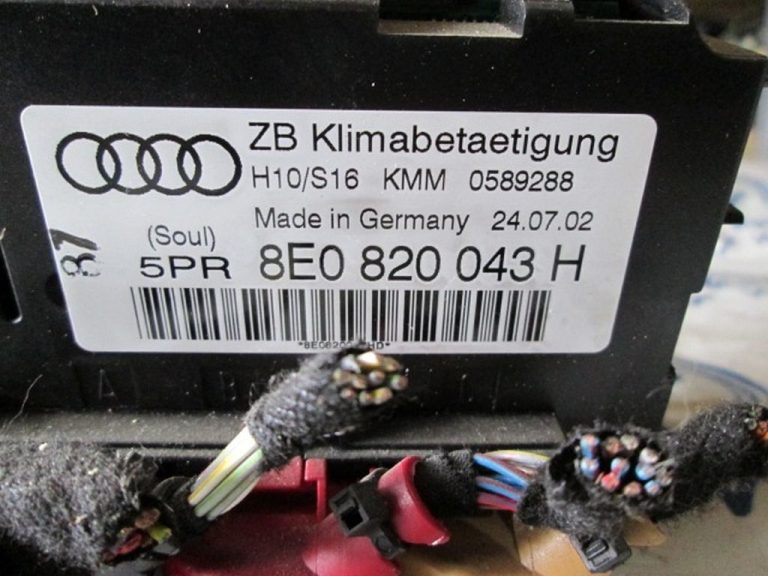 ZB Klimabetaetigung
H10/S16 KMM 0589288
Made in Germany 24.07.02
(Soul)
5PR 8E0 820 043 H
A B